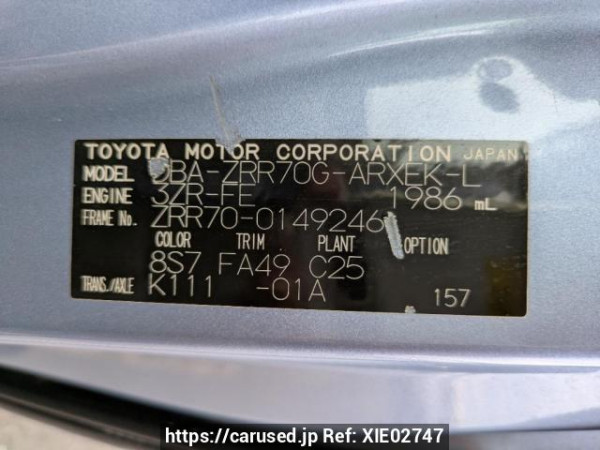 TOYOTA MOTOR CORPORATION JAPAN
MODEL DBA-ZRR70G-ARXEK-L
ENGINE 3ZR-FE 1986 mL
FRAME No. ZRR70-0149246
COLOR TRIM PLANT OPTION
8S7 FA49 C25
TRANS./AXLE K111 -01A 157
https://carused.jp Ref: XIE02747